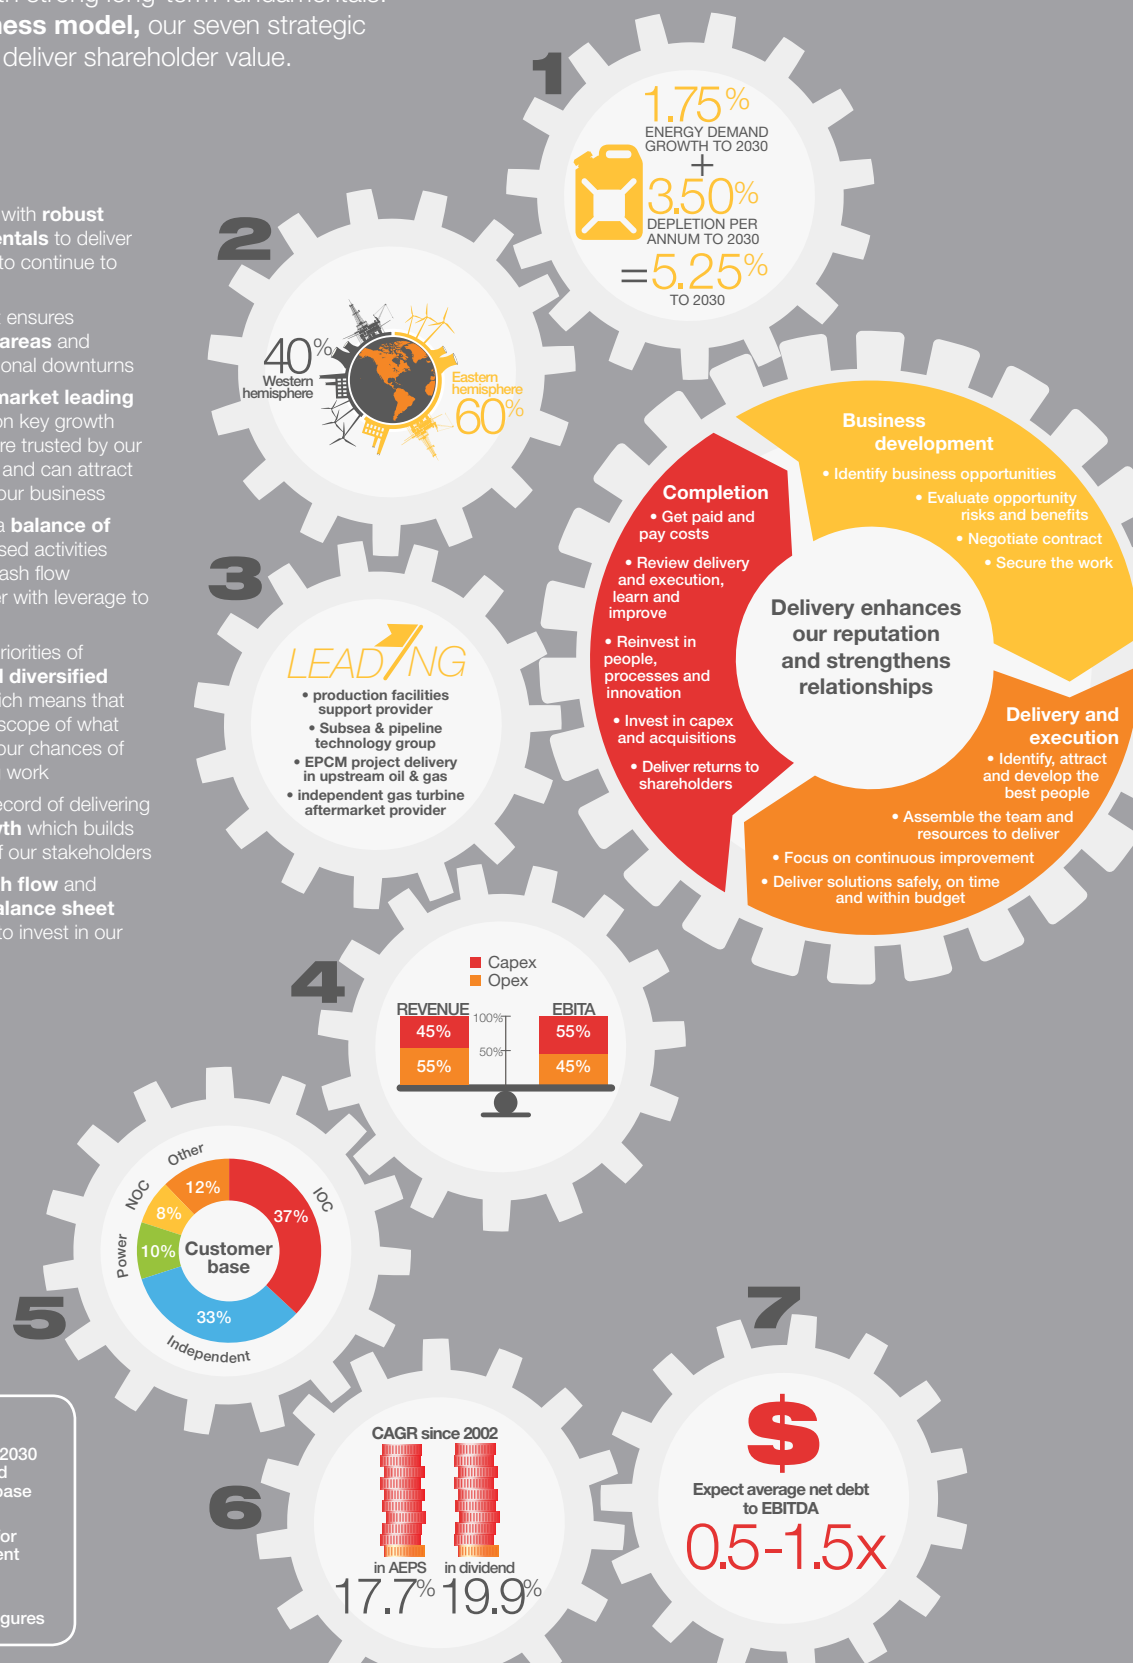 th strong long-term fundamentals.
ness model, our seven strategic
deliver shareholder value.
with robust
entals to deliver
to continue to
ensures
areas and
onal downturns
market leading
on key growth
re trusted by our
and can attract
our business
a balance of
sed activities
ash flow
er with leverage to
riorities of
d diversified
ich means that
scope of what
our chances of
work
ecord of delivering
th which builds
f our stakeholders
h flow and
alance sheet
to invest in our
1
1.75%
ENERGY DEMAND
GROWTH TO 2030
+
3.50%
DEPLETION PER
ANNUM TO 2030
=5.25%
TO 2030
2
40%
Western
hemisphere
Eastern
hemisphere
60%
3
LEADING
• production facilities
support provider
• Subsea & pipeline
technology group
• EPCM project delivery
in upstream oil & gas
• independent gas turbine
aftermarket provider
Business
development
• Identify business opportunities
• Evaluate opportunity
risks and benefits
• Negotiate contract
• Secure the work
Completion
• Get paid and
pay costs
• Review delivery
and execution,
learn and
improve
• Reinvest in
people,
processes and
innovation
• Invest in capex
and acquisitions
• Deliver returns to
shareholders
Delivery enhances
our reputation
and strengthens
relationships
Delivery and
execution
• Identify, attract
and develop the
best people
• Assemble the team and
resources to deliver
• Focus on continuous improvement
• Deliver solutions safely, on time
and within budget
4
Capex
Opex
REVENUE
EBITA
100%
50%
45%
55%
55%
45%
5
Customer
base
Other
12%
IOC
37%
NOC
8%
Power
10%
33%
Independent
6
CAGR since 2002
in AEPS
17.7%
in dividend
19.9%
7
$
Expect average net debt
to EBITDA
0.5-1.5x
2030
d
base
or
ent
gures